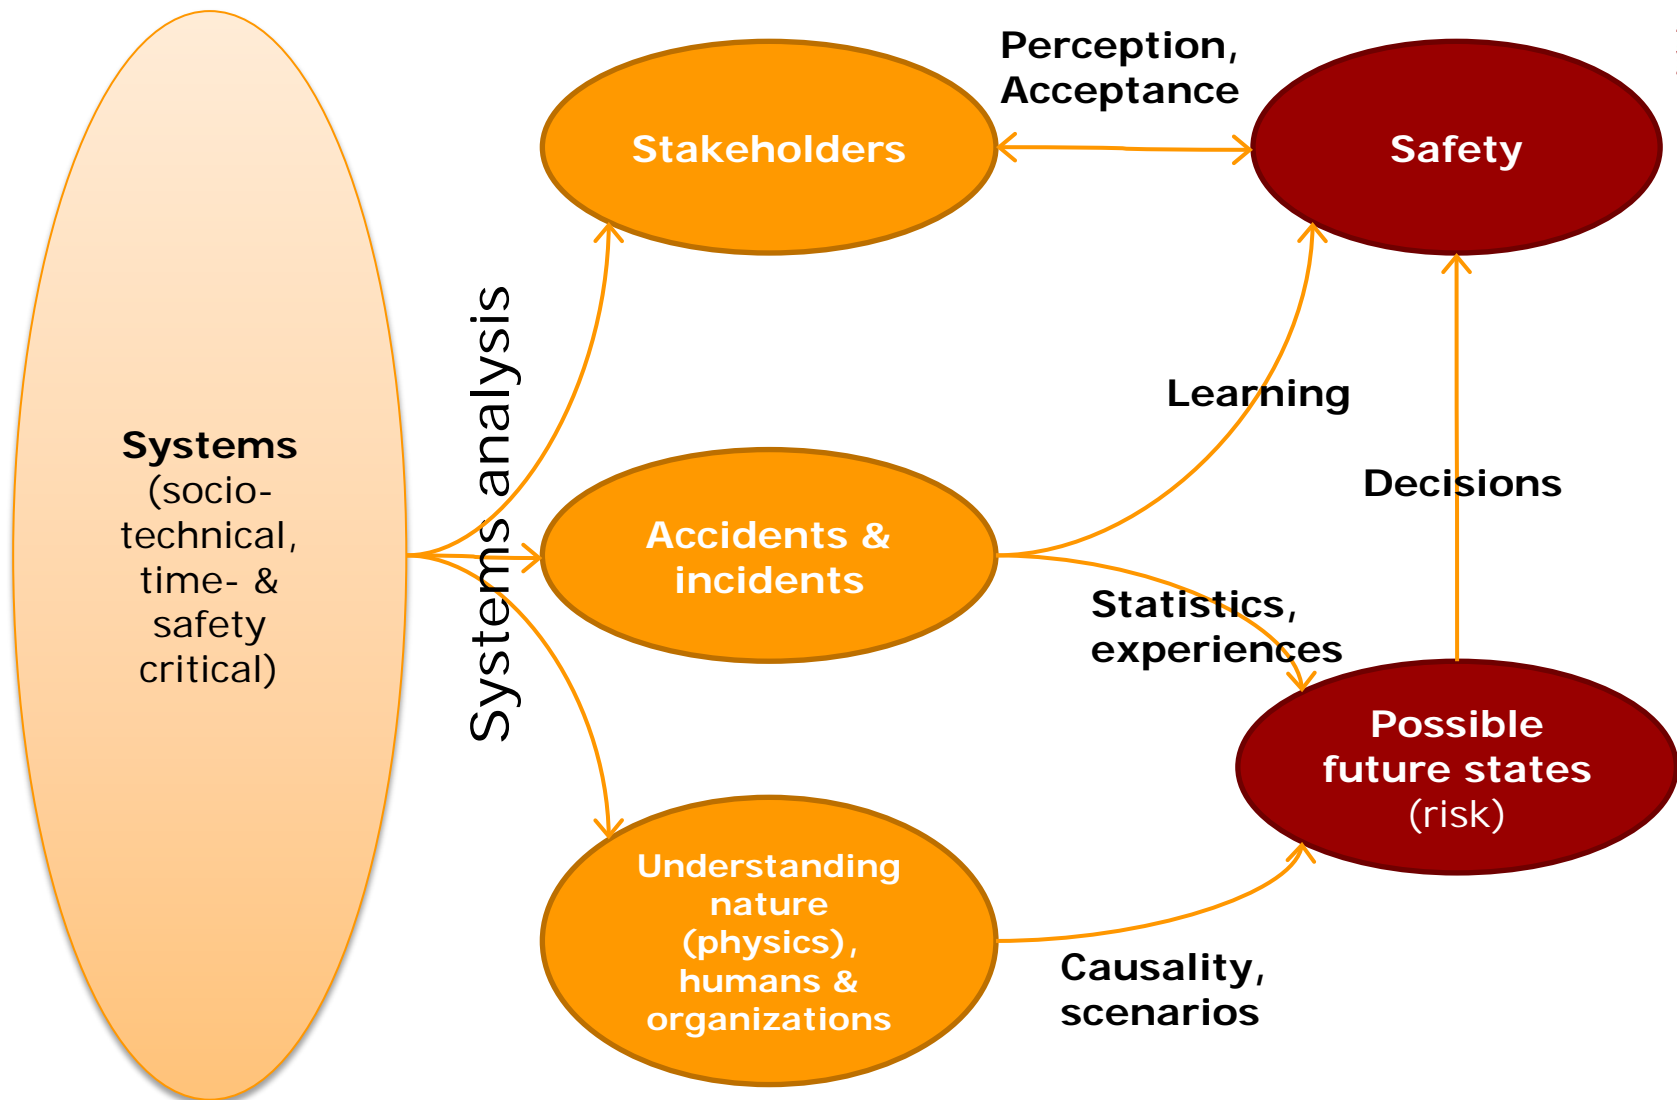 Systems
(socio-
technical,
time- &
safety
critical)
Systems analysis
Stakeholders
Perception,
Acceptance
Safety
Learning
Decisions
Accidents &
incidents
Statistics,
experiences
Possible
future states
(risk)
Understanding
nature
(physics),
humans &
organizations
Causality,
scenarios